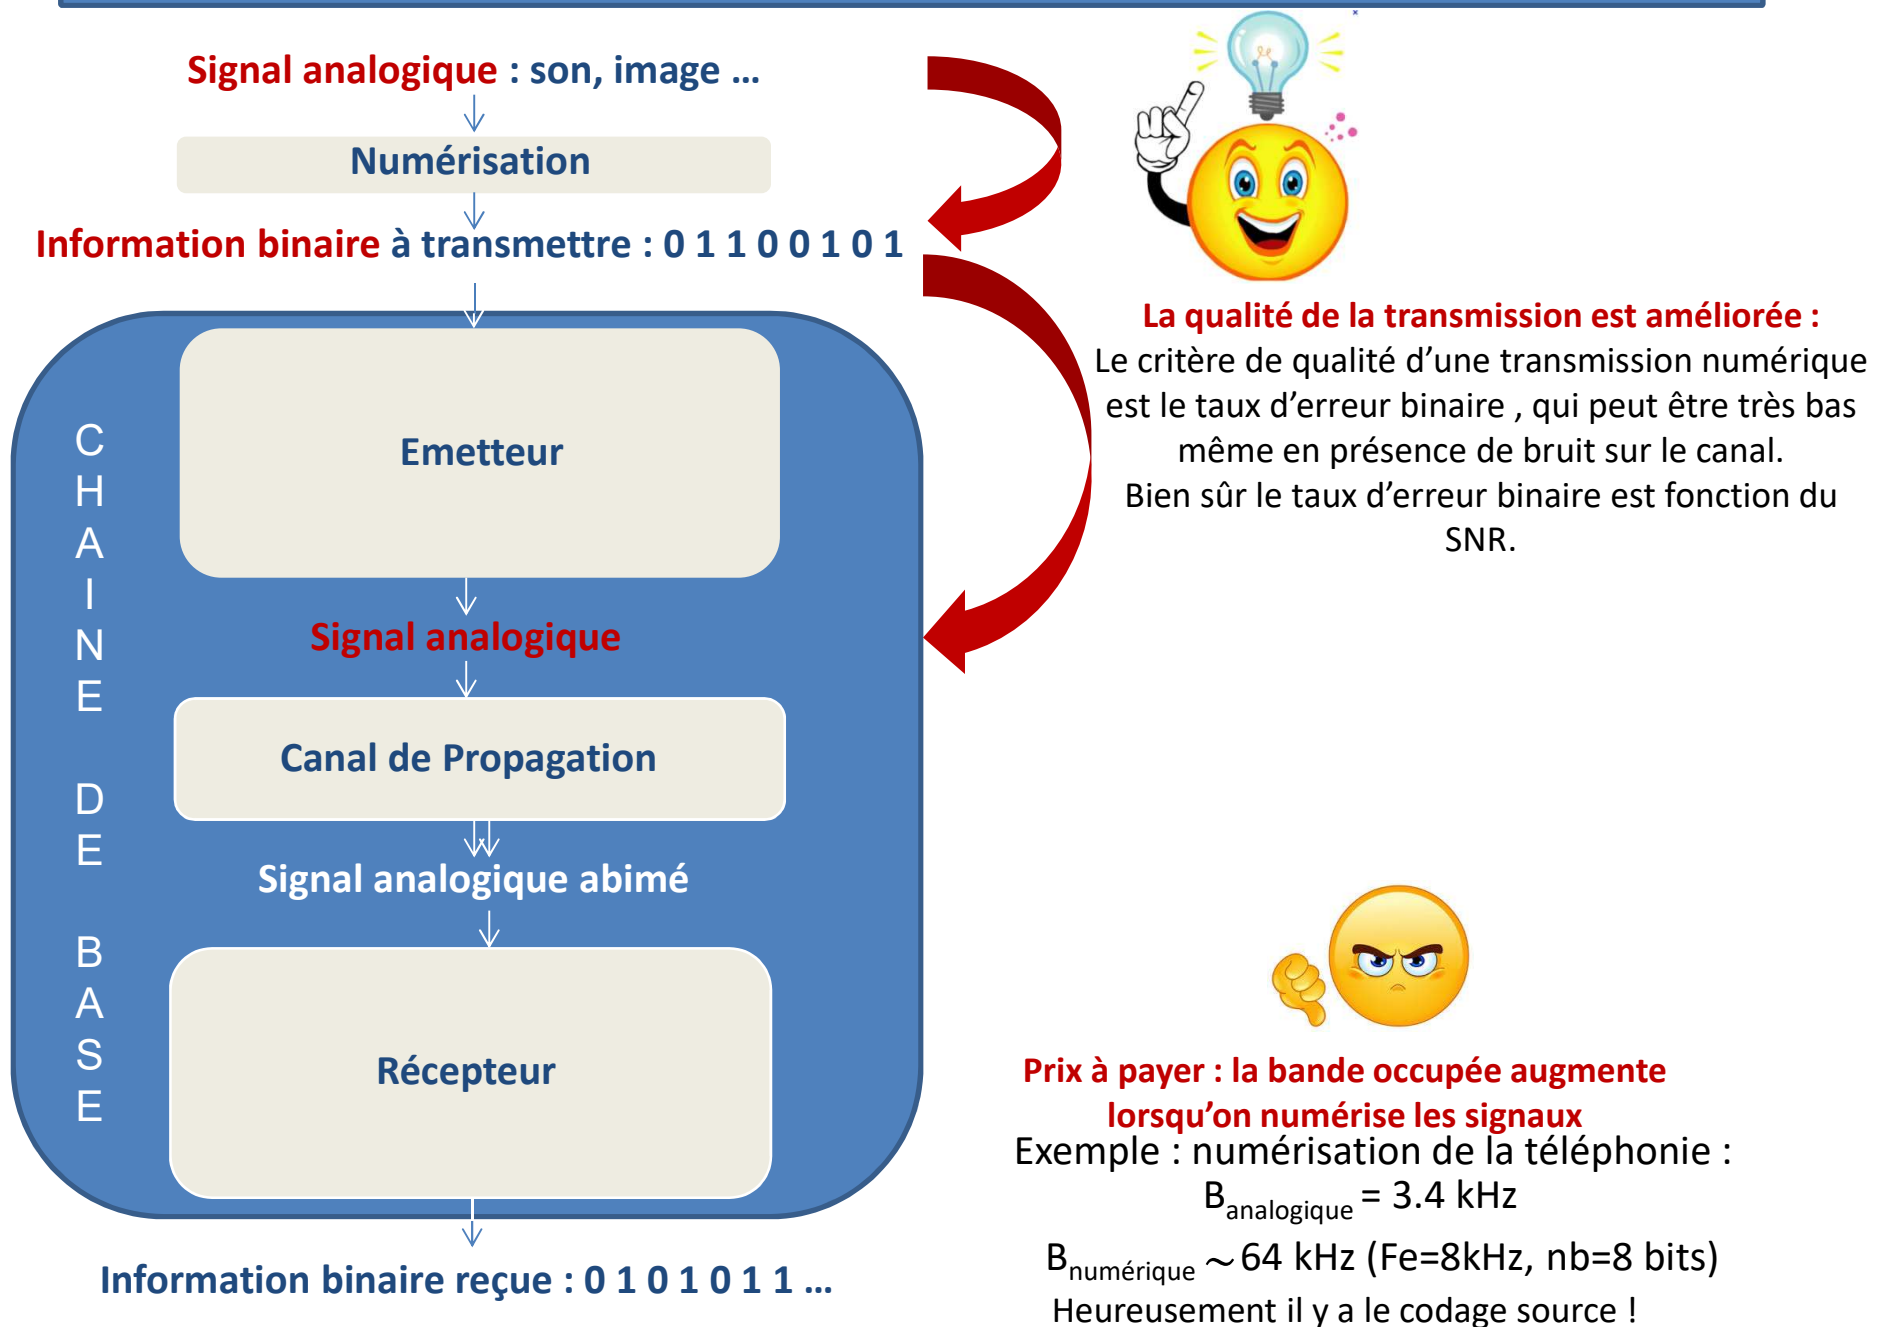 Signal analogique : son, image ...
Numérisation
Information binaire à transmettre : 0 1 1 0 0 1 0 1
CHAINE DE BASE
Emetteur
Signal analogique
Canal de Propagation
Signal analogique abimé
Récepteur
Information binaire reçue : 0 1 0 1 0 1 1 ...
La qualité de la transmission est améliorée :
Le critère de qualité d'une transmission numérique
est le taux d'erreur binaire , qui peut être très bas
même en présence de bruit sur le canal.
Bien sûr le taux d'erreur binaire est fonction du
SNR.
Prix à payer : la bande occupée augmente
lorsqu'on numérise les signaux
Exemple : numérisation de la téléphonie :
Banalogique = 3.4 kHz
Bnumérique ~ 64 kHz (Fe=8kHz, nb=8 bits)
Heureusement il y a le codage source !